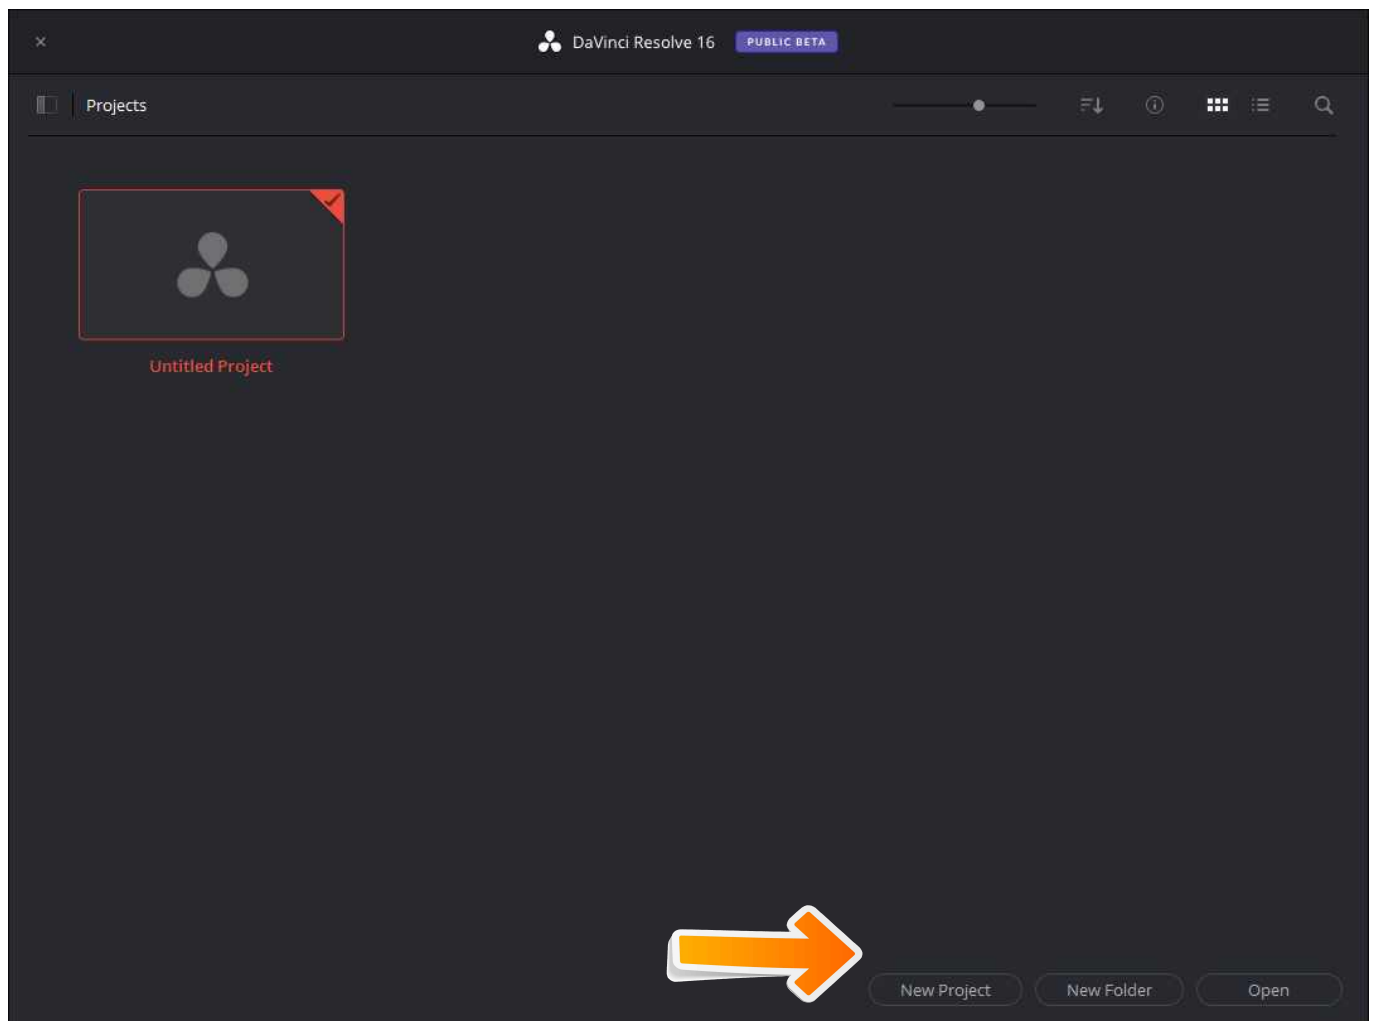 DaVinci Resolve 16 PUBLIC BETA
Projects
Untitled Project
New Project New Folder Open